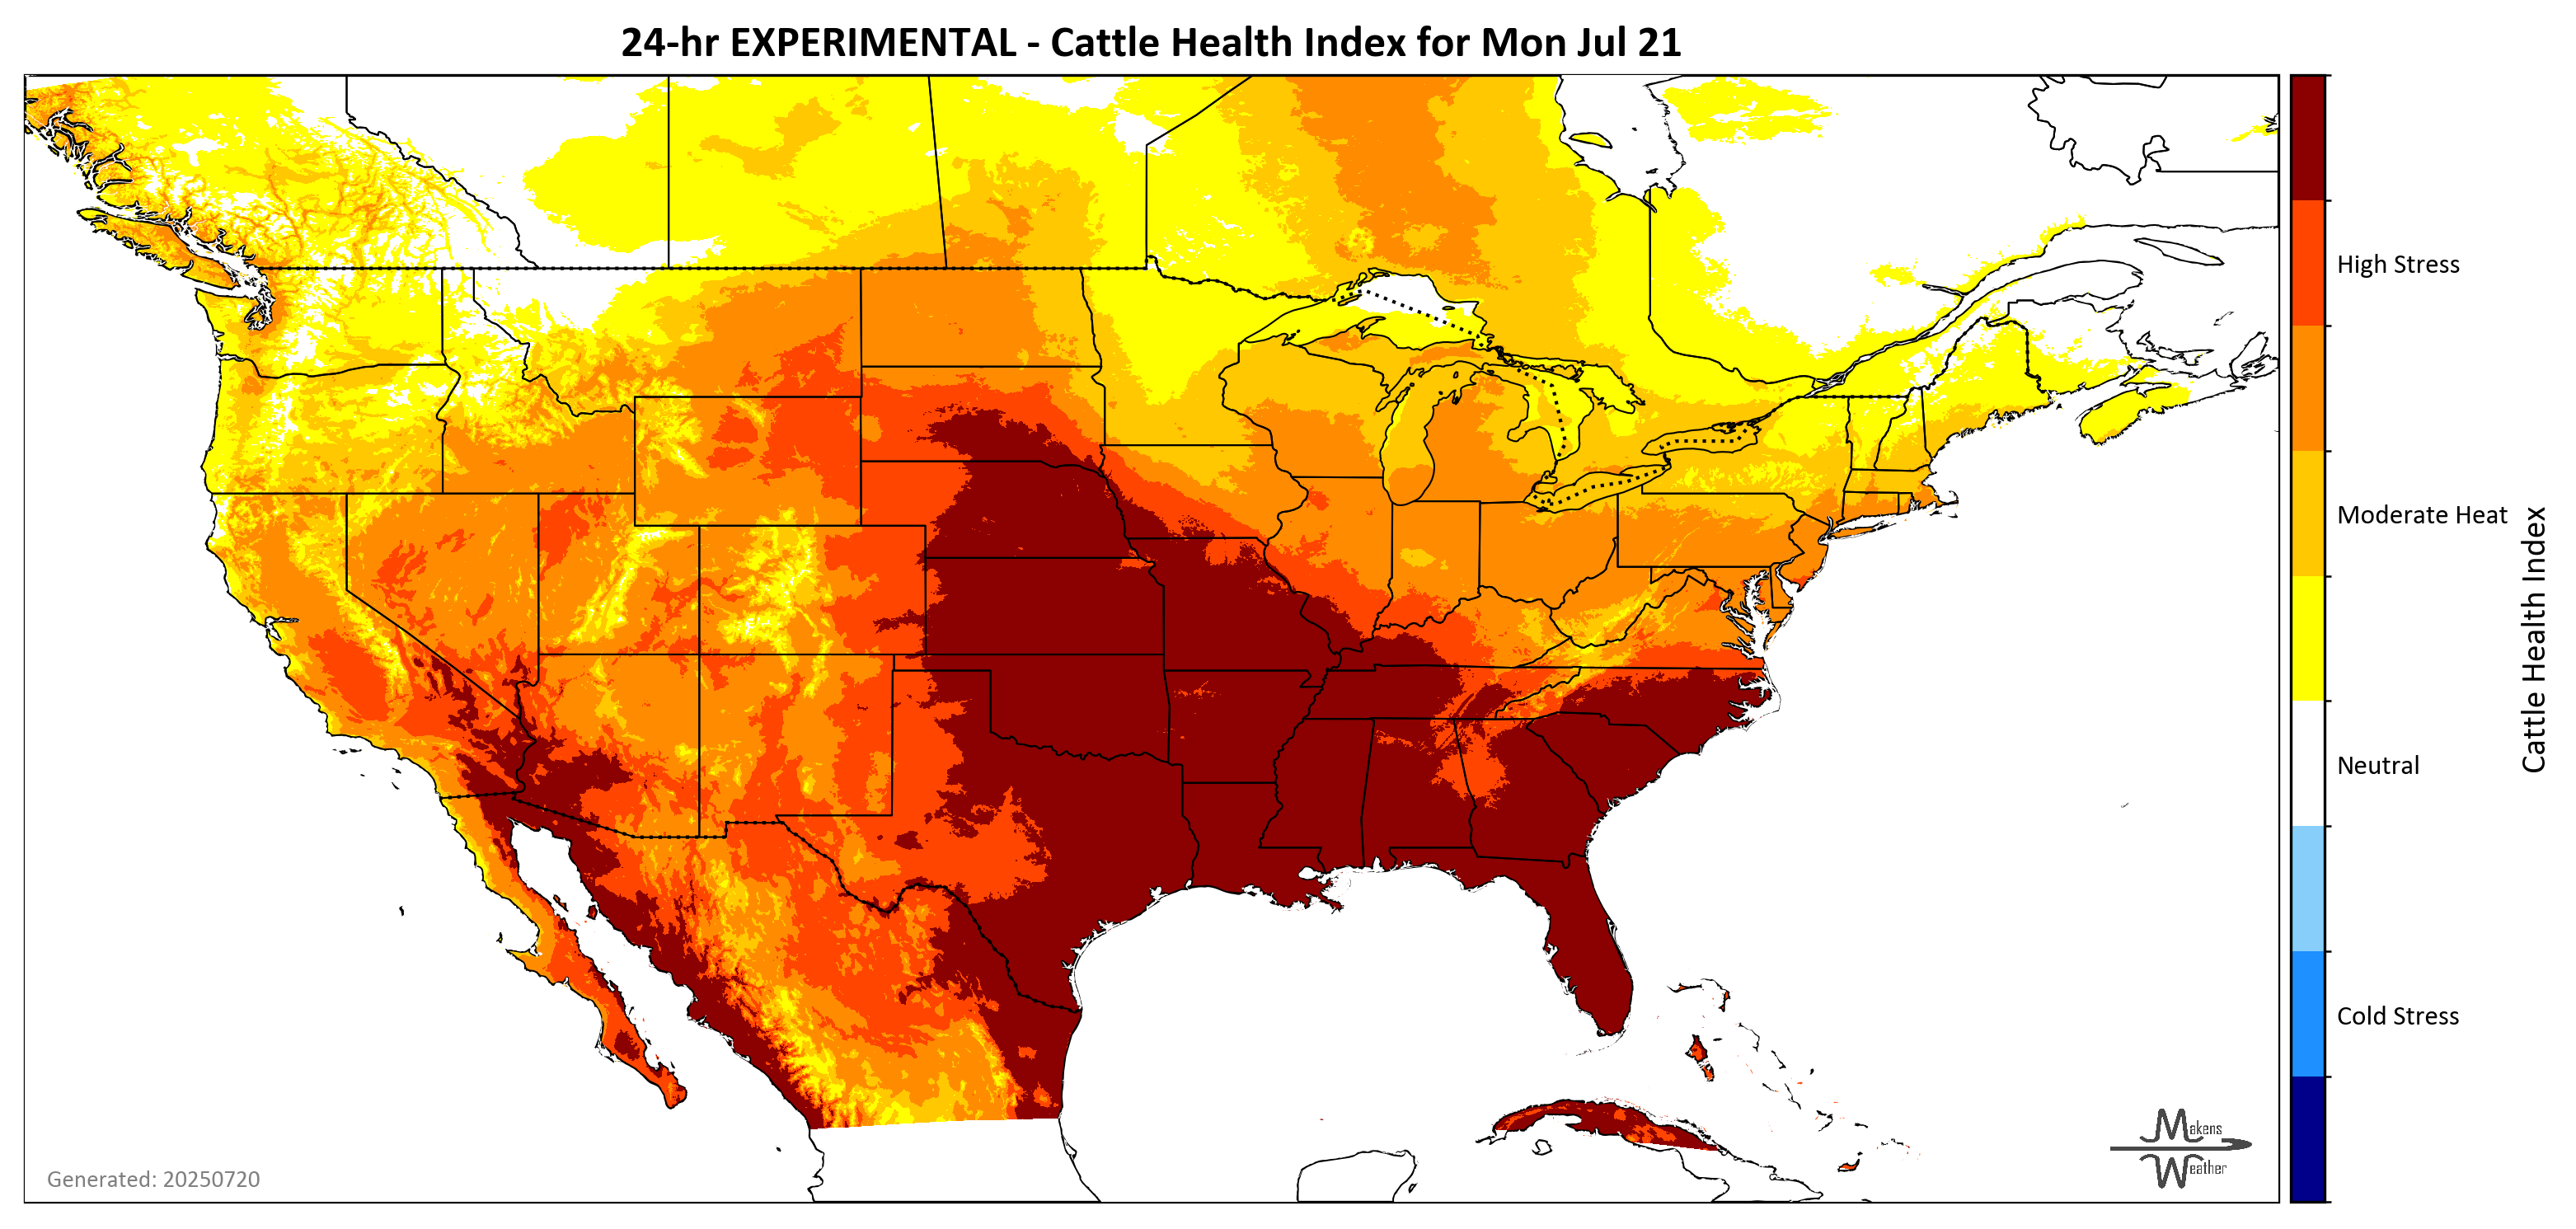 24-hr EXPERIMENTAL - Cattle Health Index for Mon Jul 21
High Stress
Moderate Heat
Neutral
Cold Stress
Cattle Health Index
Generated: 20250720
Makens
Weather